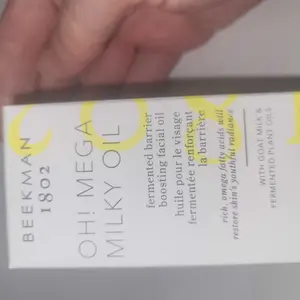 BEEKMAN
1802
OH! MEGA
MILKY OIL
fermented barrier
boosting facial oil
huile pour le visage
fermentée renforçant
la barrière
rich, omega fatty acids will
restore skin's youthful radiance
WITH GOAT MILK &
FERMENTED PLANT OILS